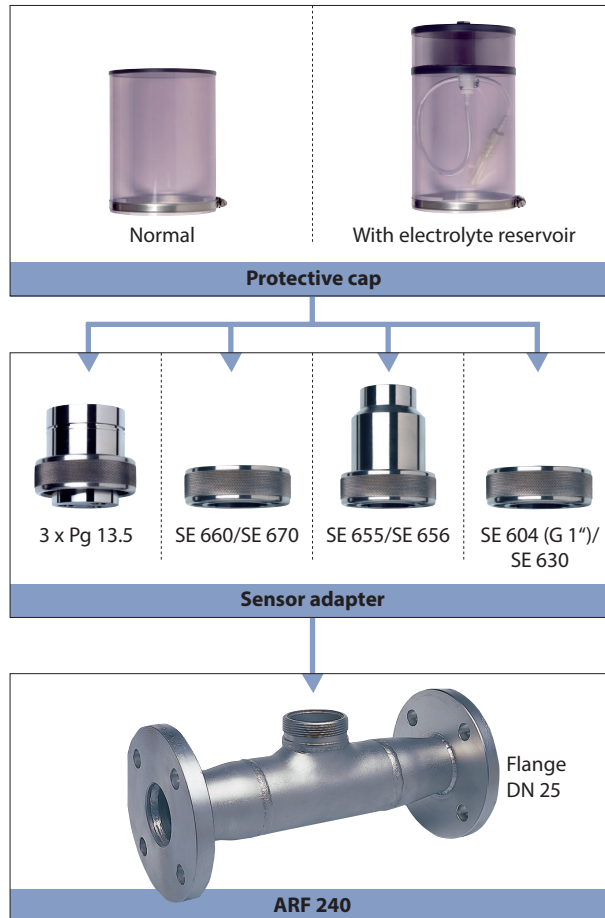 Normal
With electrolyte reservoir
Protective cap
3 x Pg 13.5
SE 660/SE 670
SE 655/SE 656
SE 604 (G 1“)/
SE 630
Sensor adapter
Flange
DN 25
ARF 240